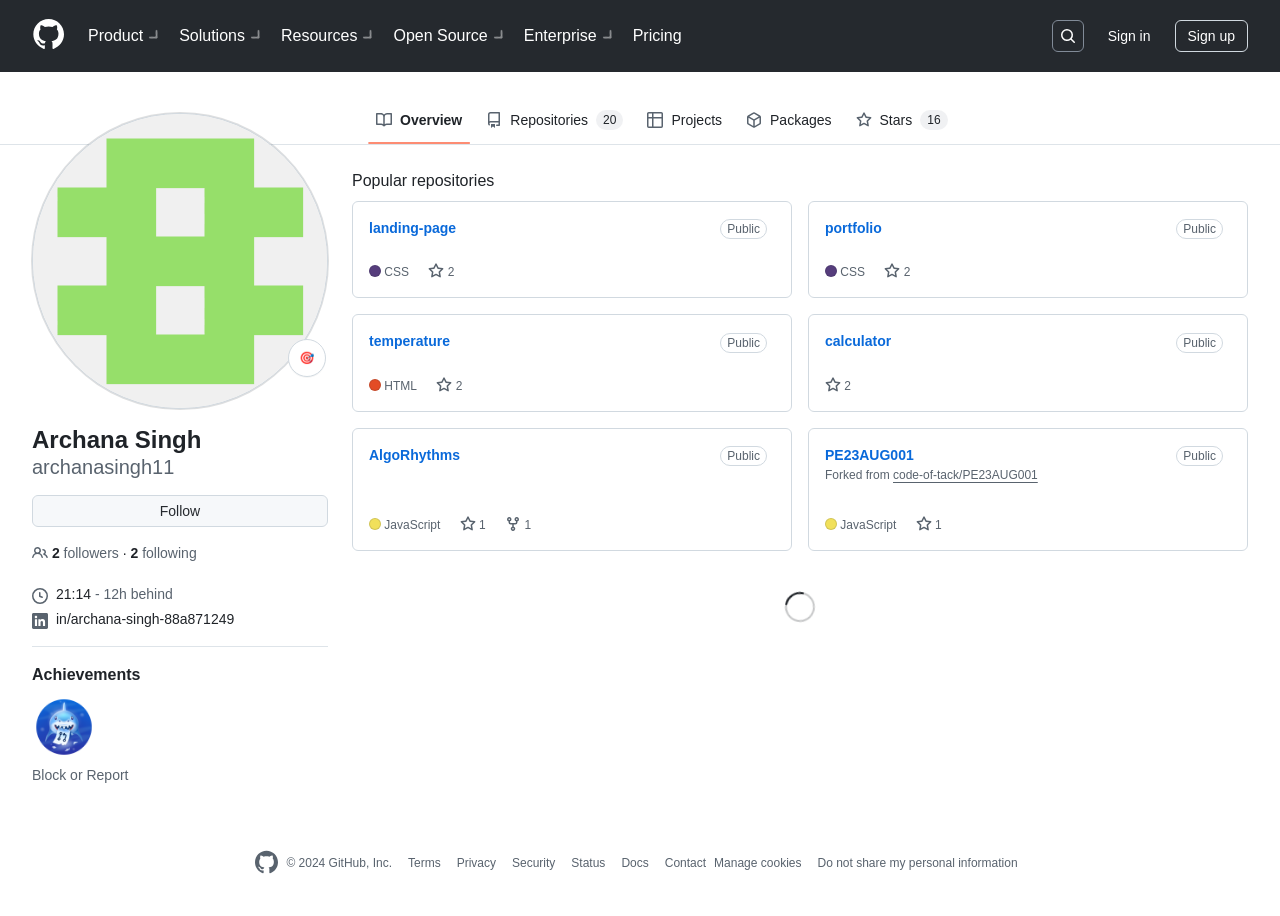 Product Solutions Resources Open Source Enterprise Pricing Sign in Sign up
Overview Repositories 20 Projects Packages Stars 16
Archana Singh
archanasingh11
Follow
2 followers · 2 following
21:14 - 12h behind
in/archana-singh-88a871249
Achievements
Block or Report
Popular repositories
landing-page Public
CSS 2
portfolio Public
CSS 2
temperature Public
HTML 2
calculator Public
2
AlgoRhythms Public
JavaScript 1 1
PE23AUG001 Public
Forked from code-of-tack/PE23AUG001
JavaScript 1
© 2024 GitHub, Inc. Terms Privacy Security Status Docs Contact Manage cookies Do not share my personal information